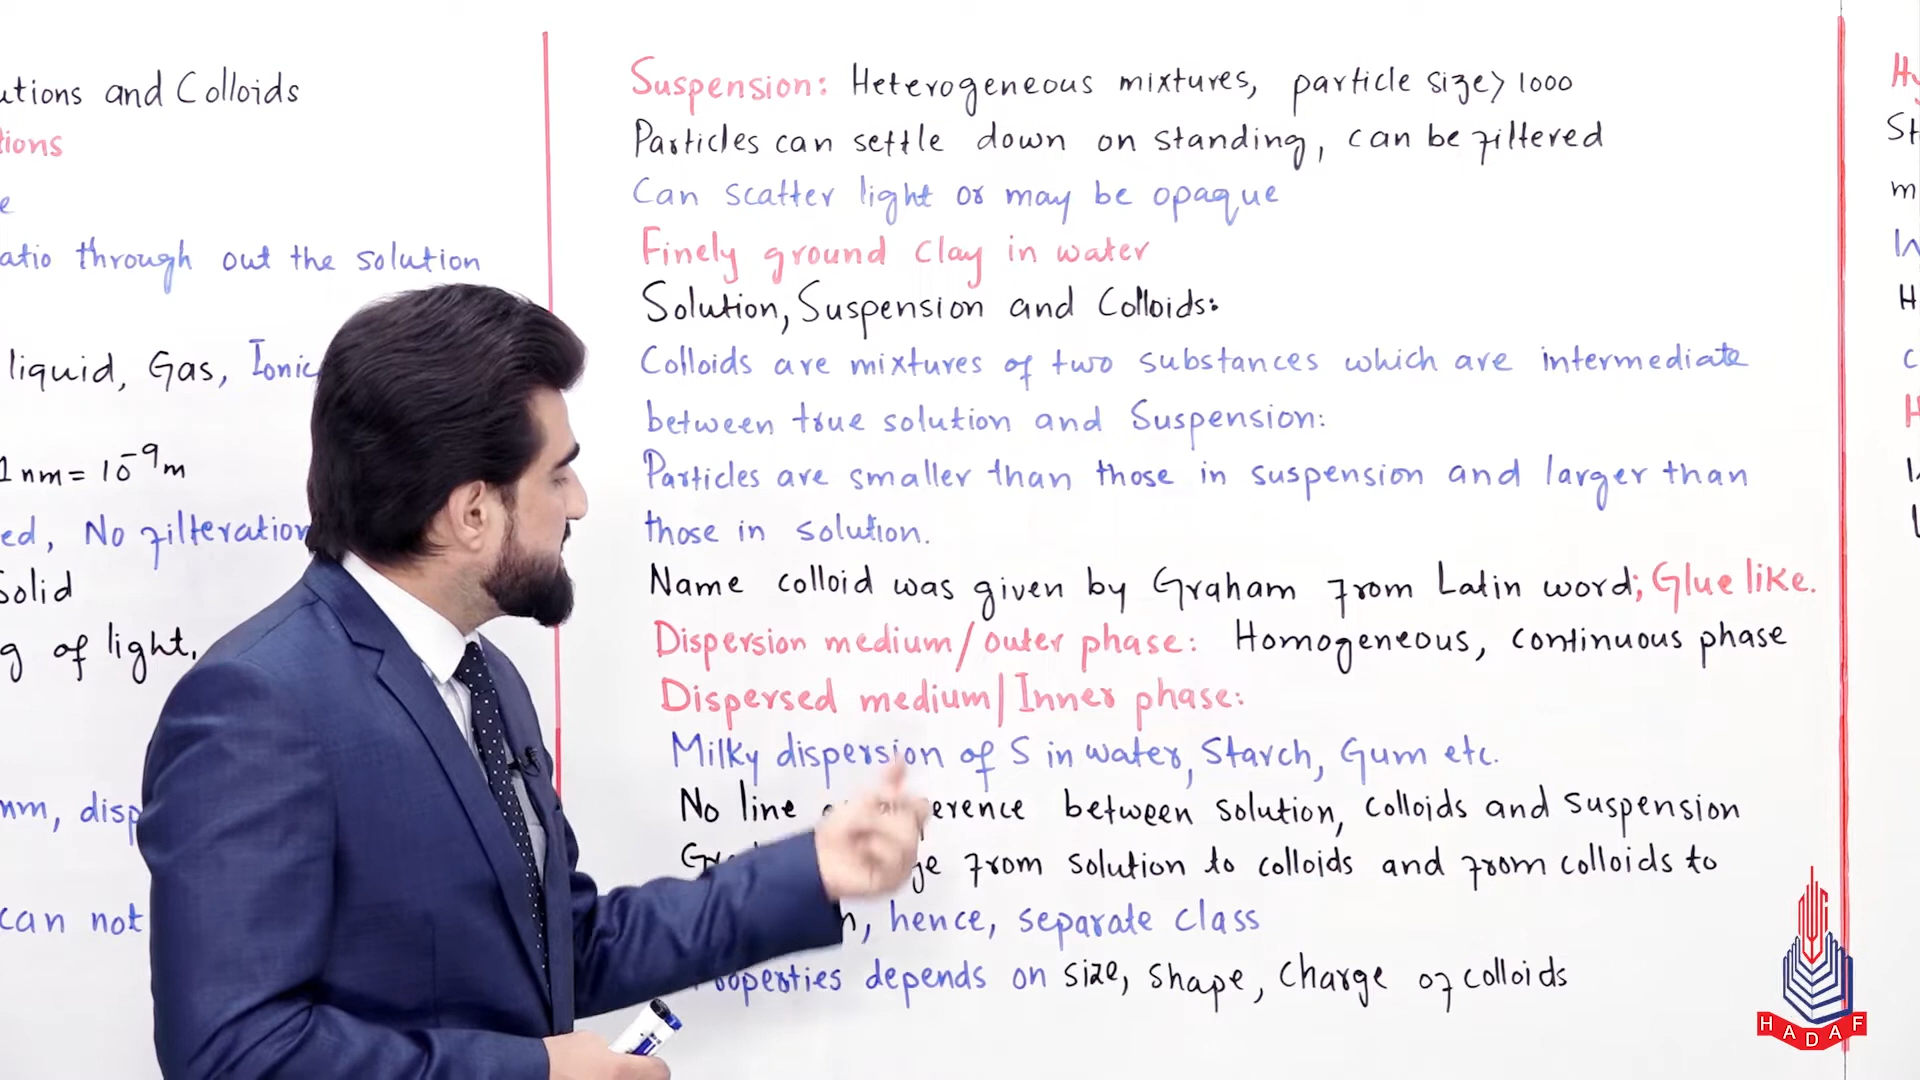 utions and Colloids
tions
e
atio through out the solution
liquid, Gas, Ionic
1 nm = 10⁻⁹ m
ed, No filteration
Solid
g of light,
nm, disp
can not
Suspension: Heterogeneous mixtures, particle size > 1000
Particles can settle down on standing, can be filtered
Can scatter light or may be opaque
Finely ground clay in water
Solution, Suspension and Colloids:
Colloids are mixtures of two substances which are intermediate
between true solution and Suspension:
Particles are smaller than those in suspension and larger than
those in solution.
Name colloid was given by Graham from Latin word; Glue like.
Dispersion medium/outer phase: Homogeneous, continuous phase
Dispersed medium/Inner phase:
Milky dispersion of S in water, Starch, Gum etc.
No line erence between solution, colloids and suspension
ge from solution to colloids and from colloids to
n, hence, separate class
operties depends on size, shape, charge of colloids
Hy
St
m
H
C
H
HADAF